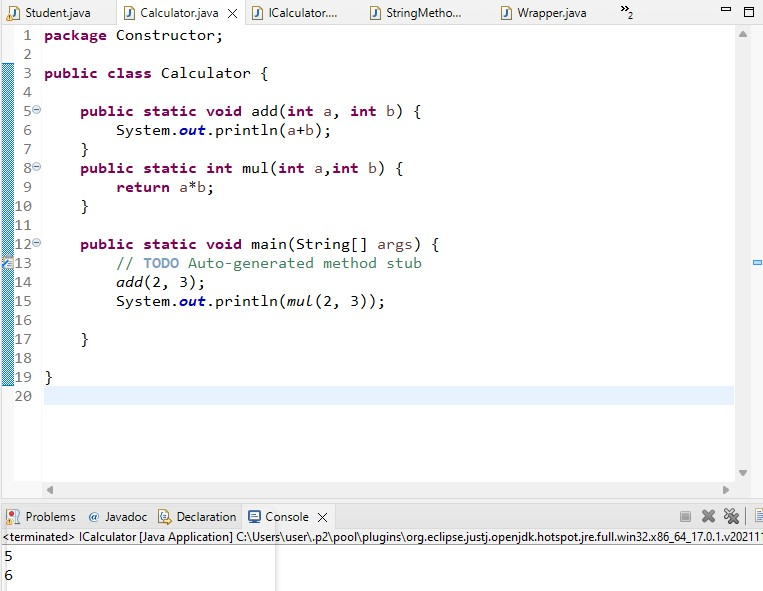 Student.java Calculator.java ICalculator.... StringMetho... Wrapper.java »2
1 package Constructor;
2
3 public class Calculator {
4
5 public static void add(int a, int b) {
6 System.out.println(a+b);
7 }
8 public static int mul(int a,int b) {
9 return a*b;
10 }
11
12 public static void main(String[] args) {
13 // TODO Auto-generated method stub
14 add(2, 3);
15 System.out.println(mul(2, 3));
16
17 }
18
19 }
20
Problems @ Javadoc Declaration Console
<terminated> ICalculator [Java Application] C:\Users\user\.p2\pool\plugins\org.eclipse.justj.openjdk.hotspot.jre.full.win32.x86_64_17.0.1.v202111
5
6